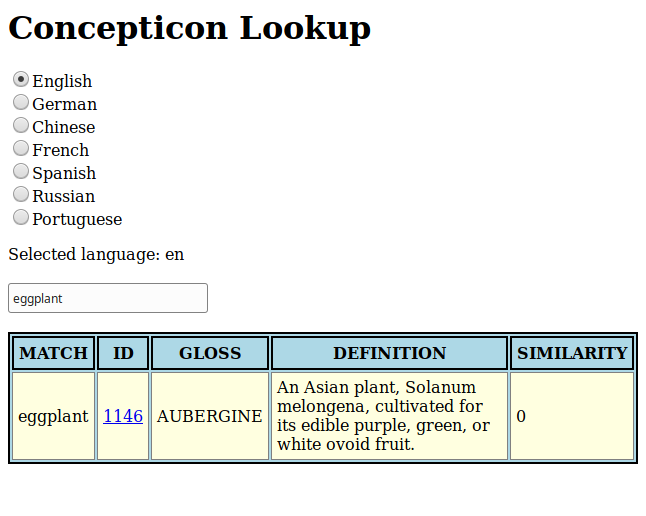 Concepticon Lookup
English
German
Chinese
French
Spanish
Russian
Portuguese
Selected language: en
eggplant
MATCH ID GLOSS DEFINITION SIMILARITY
eggplant 1146 AUBERGINE An Asian plant, Solanum
melongena, cultivated for
its edible purple, green, or
white ovoid fruit. 0